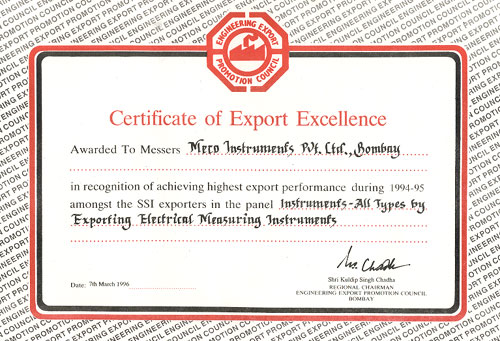 ENGINEERING EXPORT
PROMOTION COUNCIL
Certificate of Export Excellence
Awarded To Messers Meco Instruments Pvt. Ltd., Bombay
in recognition of achieving highest export performance during 1994-95
amongst the SSI exporters in the panel Instruments-All Types by
Exporting Electrical Measuring Instruments
Shri Kuldip Singh Chadha
REGIONAL CHAIRMAN
Date: 7th March 1996
ENGINEERING EXPORT PROMOTION COUNCIL
BOMBAY